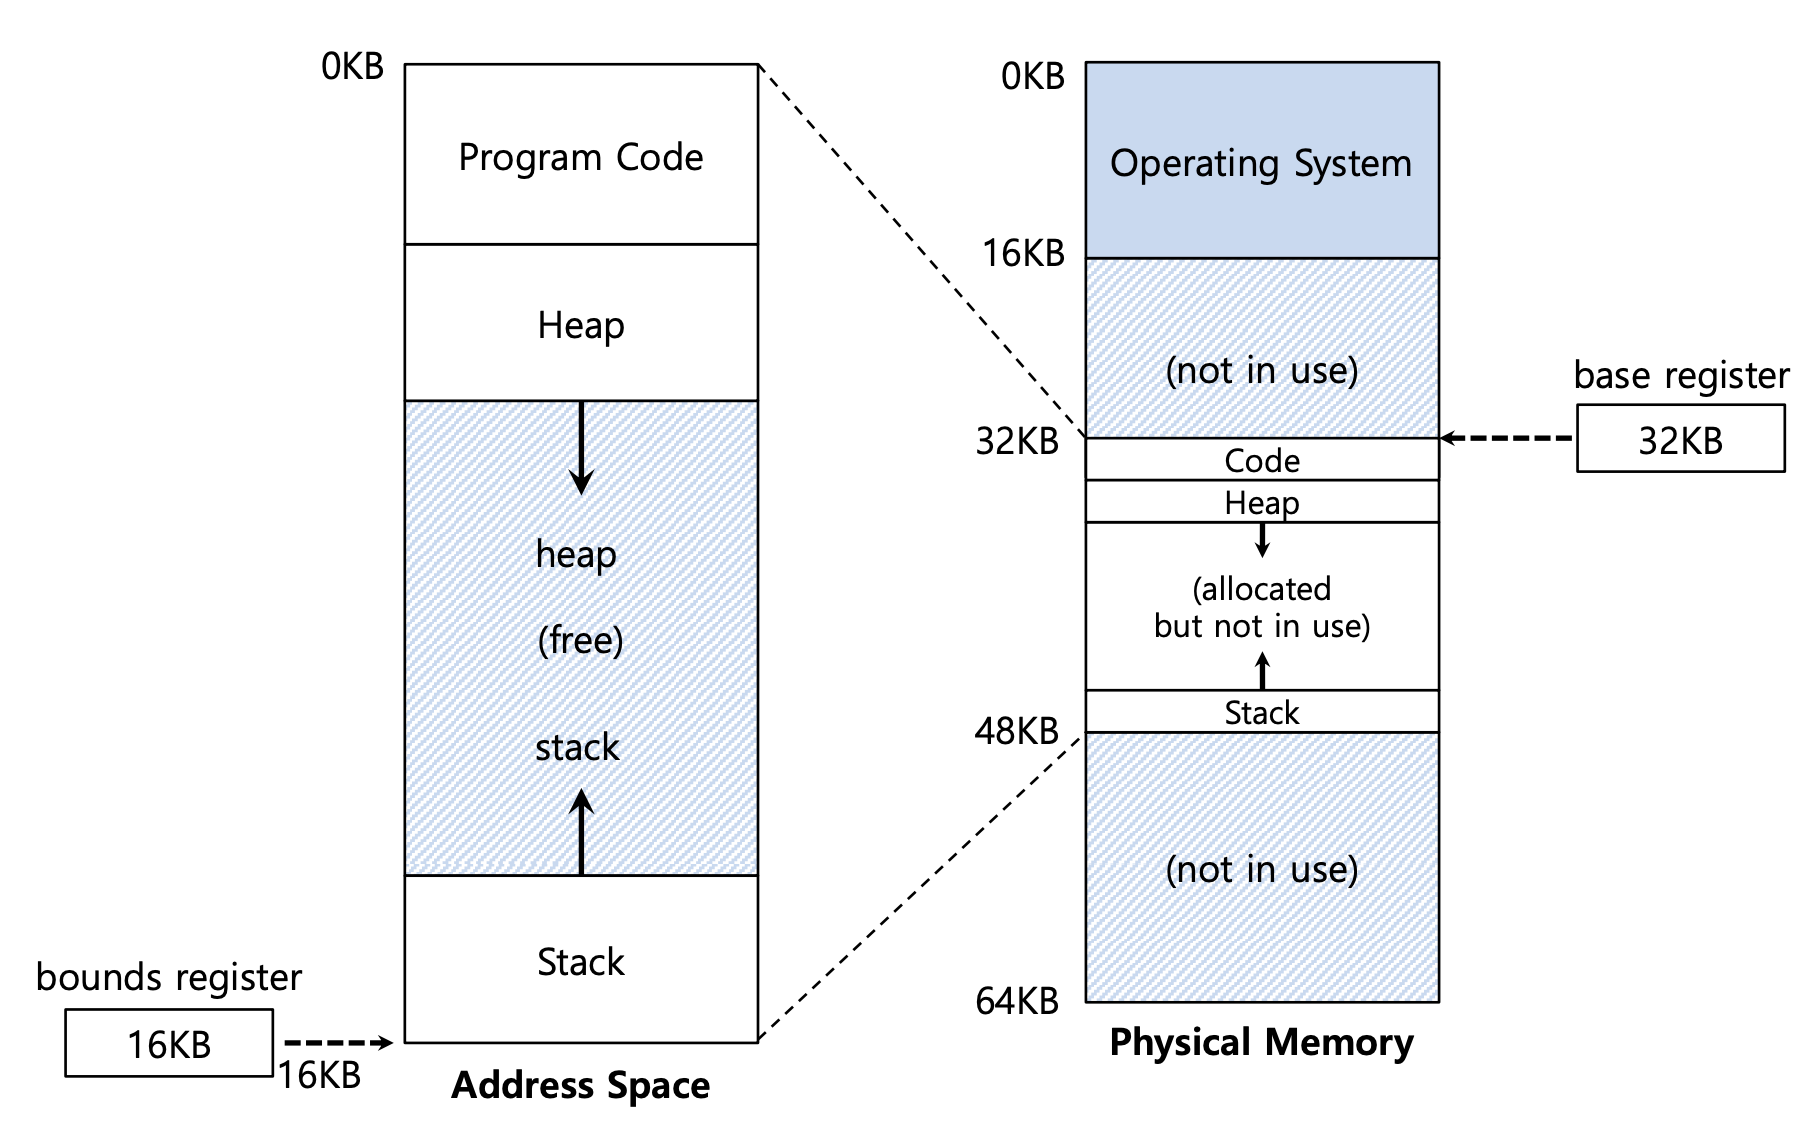 0KB
Program Code
Heap
heap
(free)
stack
Stack
bounds register
16KB
16KB
Address Space
0KB
Operating System
16KB
(not in use)
32KB
Code
Heap
(allocated
but not in use)
Stack
48KB
(not in use)
64KB
Physical Memory
base register
32KB